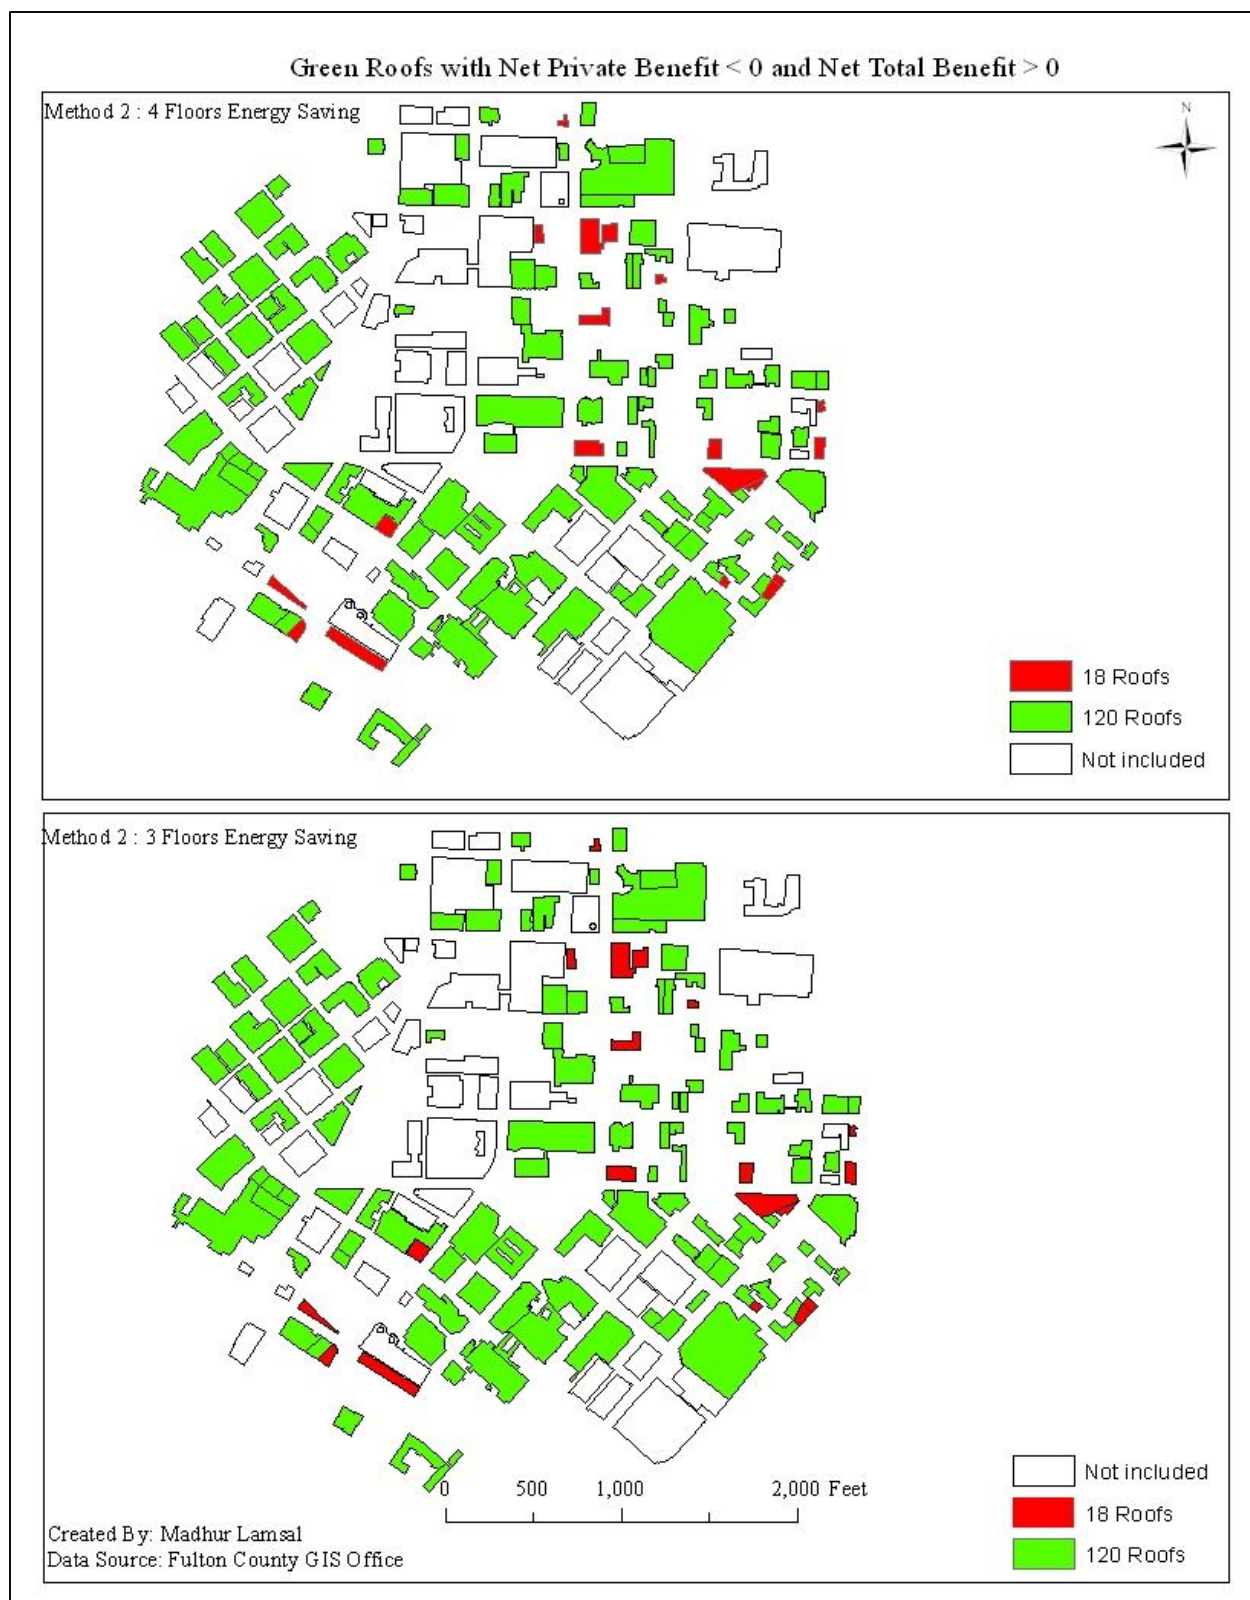 Green Roofs with Net Private Benefit < 0 and Net Total Benefit > 0
Method 2 : 4 Floors Energy Saving
N
18 Roofs
120 Roofs
Not included
Method 2 : 3 Floors Energy Saving
0 500 1,000 2,000 Feet
Not included
18 Roofs
120 Roofs
Created By: Madhur Lamsal
Data Source: Fulton County GIS Office